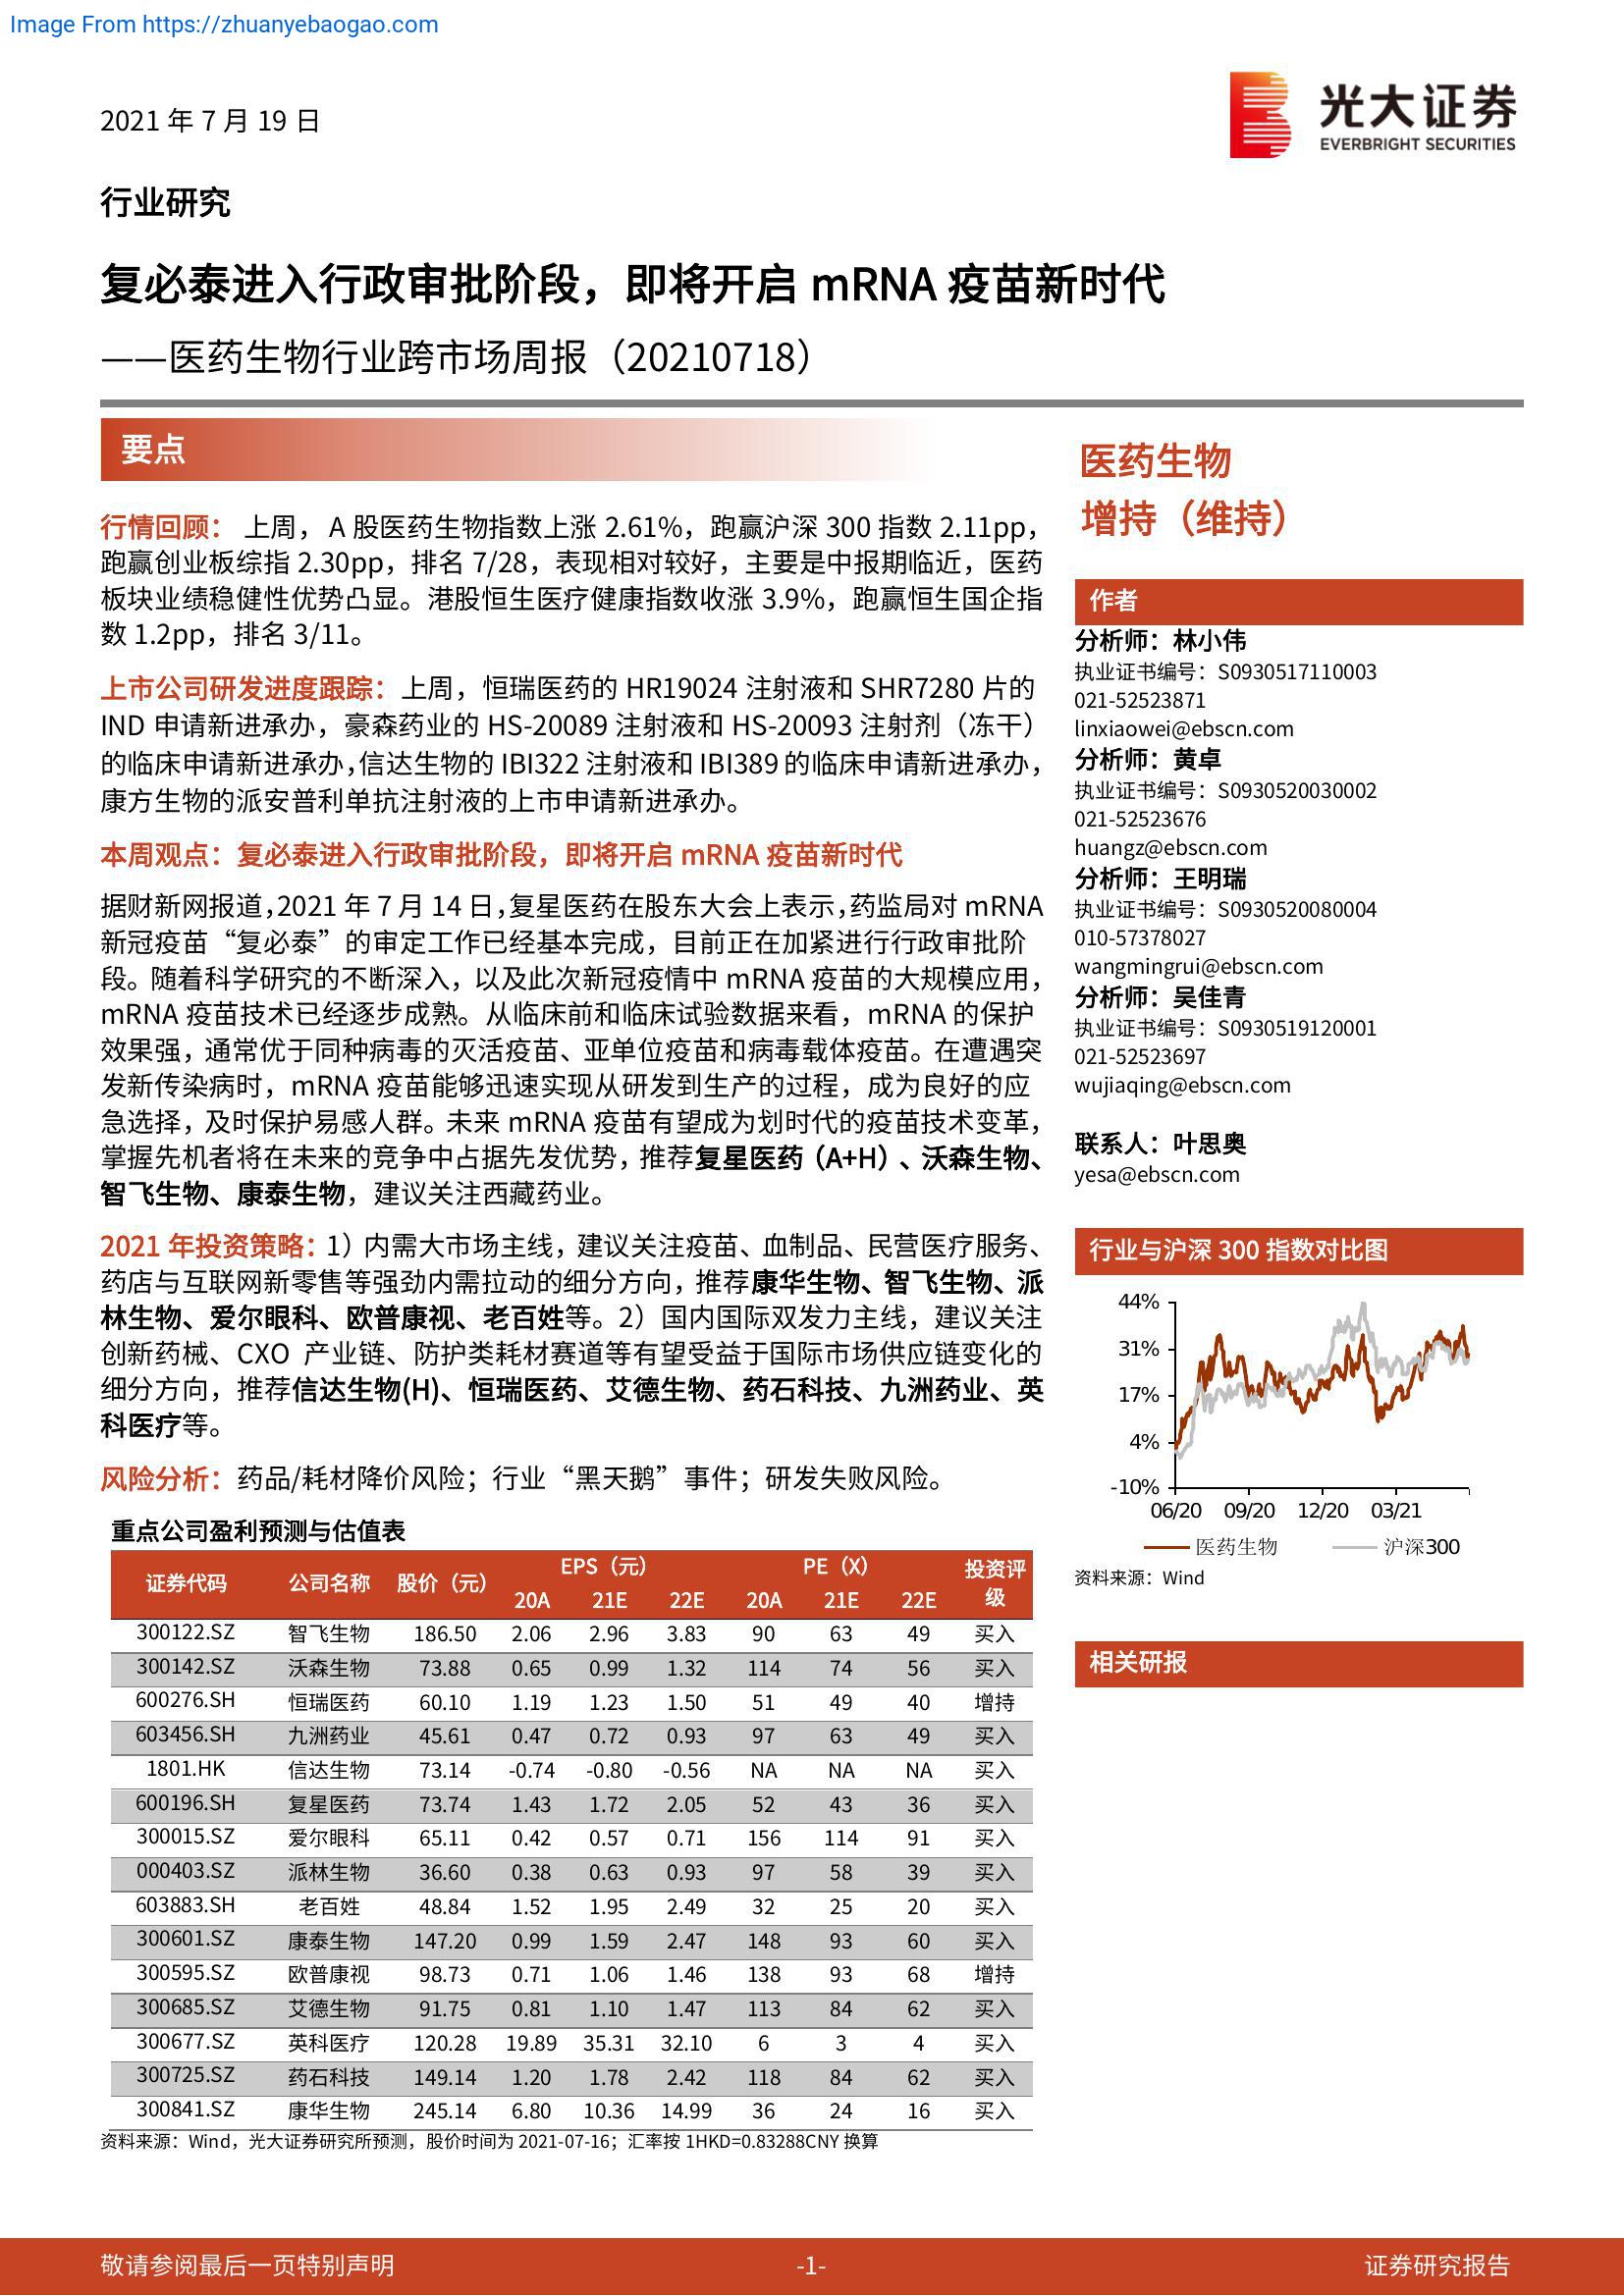 Image From https://zhuanyebaogao.com
2021 年 7 月 19 日
光大证券
EVERBRIGHT SECURITIES
行业研究
复必泰进入行政审批阶段，即将开启 mRNA 疫苗新时代
——医药生物行业跨市场周报（20210718）
要点
行情回顾： 上周， A 股医药生物指数上涨 2.61%，跑赢沪深 300 指数 2.11pp，
跑赢创业板综指 2.30pp，排名 7/28，表现相对较好，主要是中报期临近，医药
板块业绩稳健性优势凸显。港股恒生医疗健康指数收涨 3.9%，跑赢恒生国企指
数 1.2pp，排名 3/11。
上市公司研发进度跟踪：上周，恒瑞医药的 HR19024 注射液和 SHR7280 片的
IND 申请新进承办，豪森药业的 HS-20089 注射液和 HS-20093 注射剂（冻干）
的临床申请新进承办，信达生物的 IBI322 注射液和 IBI389 的临床申请新进承办，
康方生物的派安普利单抗注射液的上市申请新进承办。
本周观点：复必泰进入行政审批阶段，即将开启 mRNA 疫苗新时代
据财新网报道，2021 年 7 月 14 日，复星医药在股东大会上表示，药监局对 mRNA
新冠疫苗“复必泰”的审定工作已经基本完成，目前正在加紧进行行政审批阶
段。随着科学研究的不断深入，以及此次新冠疫情中 mRNA 疫苗的大规模应用，
mRNA 疫苗技术已经逐步成熟。从临床前和临床试验数据来看，mRNA 的保护
效果强，通常优于同种病毒的灭活疫苗、亚单位疫苗和病毒载体疫苗。在遭遇突
发新传染病时，mRNA 疫苗能够迅速实现从研发到生产的过程，成为良好的应
急选择，及时保护易感人群。未来 mRNA 疫苗有望成为划时代的疫苗技术变革，
掌握先机者将在未来的竞争中占据先发优势，推荐复星医药（A+H）、沃森生物、
智飞生物、康泰生物，建议关注西藏药业。
2021 年投资策略：1）内需大市场主线，建议关注疫苗、血制品、民营医疗服务、
药店与互联网新零售等强劲内需拉动的细分方向，推荐康华生物、智飞生物、派
林生物、爱尔眼科、欧普康视、老百姓等。2）国内国际双发力主线，建议关注
创新药械、CXO 产业链、防护类耗材赛道等有望受益于国际市场供应链变化的
细分方向，推荐信达生物(H)、恒瑞医药、艾德生物、药石科技、九洲药业、英
科医疗等。
风险分析：药品/耗材降价风险；行业“黑天鹅”事件；研发失败风险。
重点公司盈利预测与估值表
证券代码 公司名称 股价（元） EPS（元） PE（X） 投资评级
20A 21E 22E 20A 21E 22E
300122.SZ 智飞生物 186.50 2.06 2.96 3.83 90 63 49 买入
300142.SZ 沃森生物 73.88 0.65 0.99 1.32 114 74 56 买入
600276.SH 恒瑞医药 60.10 1.19 1.23 1.50 51 49 40 增持
603456.SH 九洲药业 45.61 0.47 0.72 0.93 97 63 49 买入
1801.HK 信达生物 73.14 -0.74 -0.80 -0.56 NA NA NA 买入
600196.SH 复星医药 73.74 1.43 1.72 2.05 52 43 36 买入
300015.SZ 爱尔眼科 65.11 0.42 0.57 0.71 156 114 91 买入
000403.SZ 派林生物 36.60 0.38 0.63 0.93 97 58 39 买入
603883.SH 老百姓 48.84 1.52 1.95 2.49 32 25 20 买入
300601.SZ 康泰生物 147.20 0.99 1.59 2.47 148 93 60 买入
300595.SZ 欧普康视 98.73 0.71 1.06 1.46 138 93 68 增持
300685.SZ 艾德生物 91.75 0.81 1.10 1.47 113 84 62 买入
300677.SZ 英科医疗 120.28 19.89 35.31 32.10 6 3 4 买入
300725.SZ 药石科技 149.14 1.20 1.78 2.42 118 84 62 买入
300841.SZ 康华生物 245.14 6.80 10.36 14.99 36 24 16 买入
资料来源：Wind，光大证券研究所预测，股价时间为 2021-07-16；汇率按 1HKD=0.83288CNY 换算
医药生物
增持（维持）
作者
分析师：林小伟
执业证书编号：S0930517110003
021-52523871
linxiaowei@ebscn.com
分析师：黄卓
执业证书编号：S0930520030002
021-52523676
huangz@ebscn.com
分析师：王明瑞
执业证书编号：S0930520080004
010-57378027
wangmingrui@ebscn.com
分析师：吴佳青
执业证书编号：S0930519120001
021-52523697
wujiaqing@ebscn.com
联系人：叶思奥
yesa@ebscn.com
行业与沪深 300 指数对比图
44%
31%
17%
4%
-10%
06/20 09/20 12/20 03/21
医药生物 沪深300
资料来源：Wind
相关研报
敬请参阅最后一页特别声明 -1- 证券研究报告